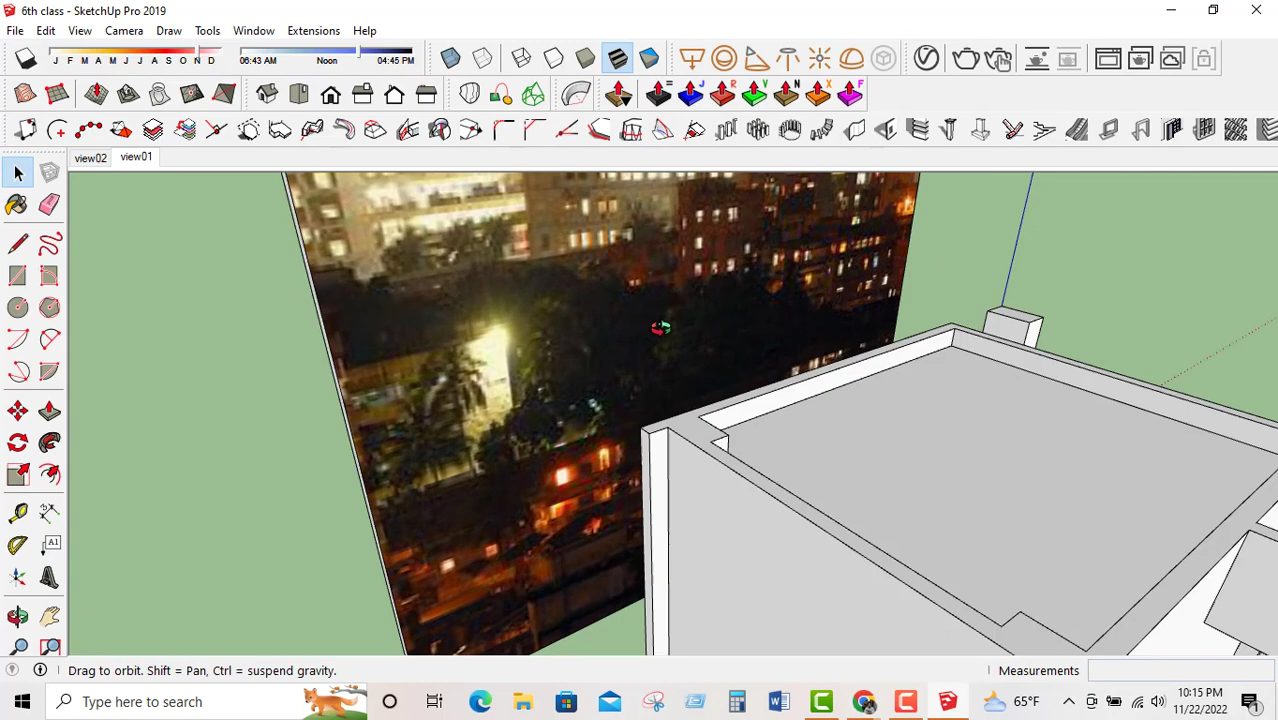 6th class - SketchUp Pro 2019
File Edit View Camera Draw Tools Window Extensions Help
J F M A M J J A S O N D 06:43 AM Noon 04:45 PM
J R V N X F
view02 view01
A1
Drag to orbit. Shift = Pan, Ctrl = suspend gravity. Measurements
Type here to search 65°F 10:15 PM
11/22/2022 1